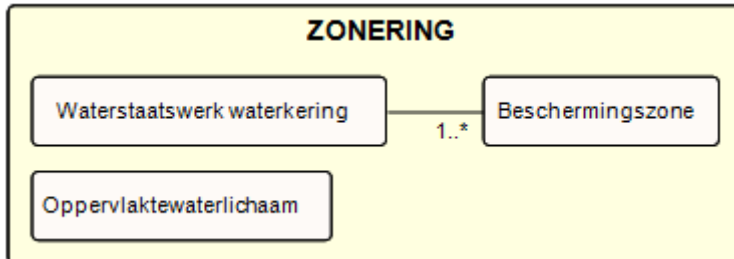 ZONERING
Waterstaatswerk waterkering
Beschermingszone
1..*
Oppervlaktewaterlichaam